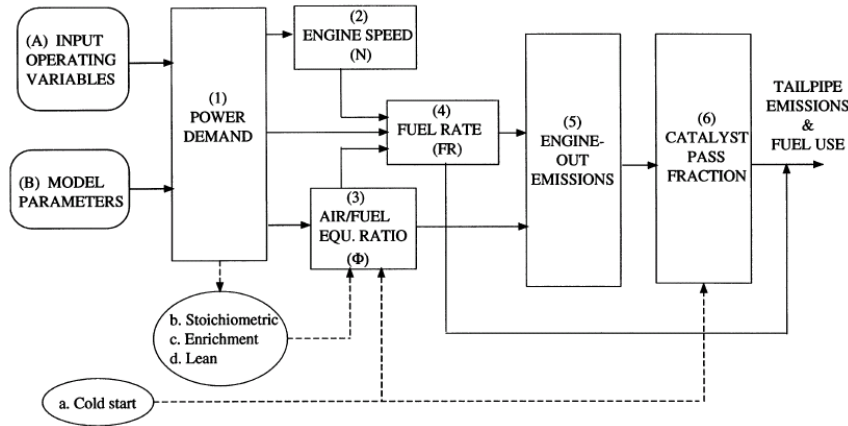 (A) INPUT
OPERATING
VARIABLES
(B) MODEL
PARAMETERS
(1)
POWER
DEMAND
(2)
ENGINE SPEED
(N)
(3)
AIR/FUEL
EQU. RATIO
(Φ)
(4)
FUEL RATE
(FR)
(5)
ENGINE-
OUT
EMISSIONS
(6)
CATALYST
PASS
FRACTION
TAILPIPE
EMISSIONS
&
FUEL USE
b. Stoichiometric
c. Enrichment
d. Lean
a. Cold start